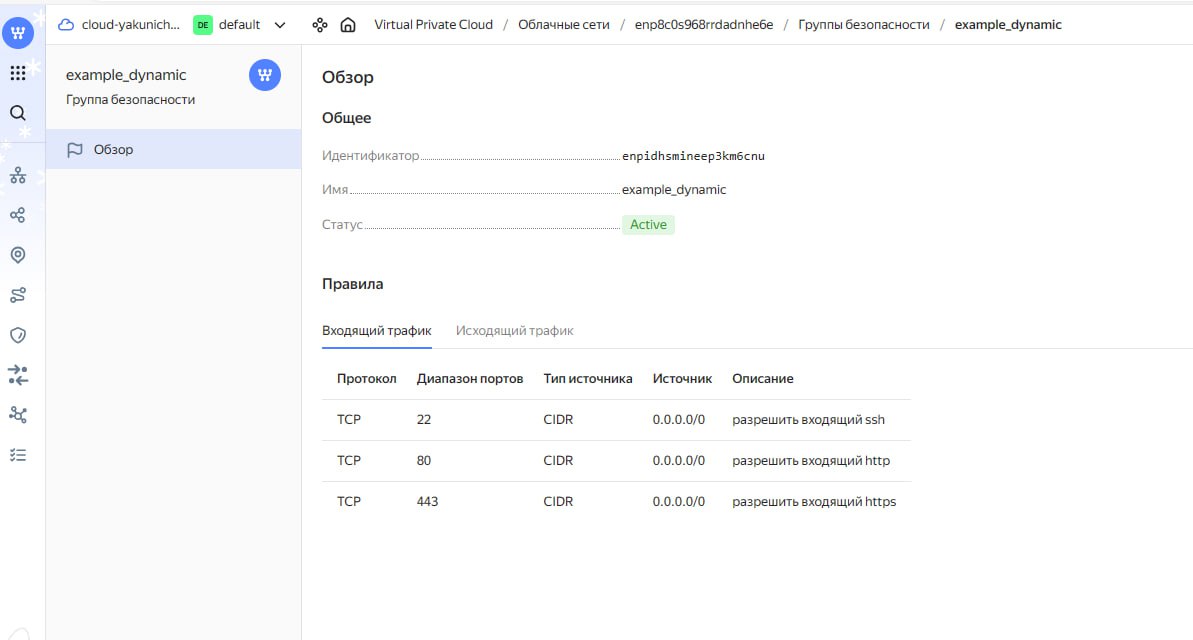 cloud-yakunich... DE default Virtual Private Cloud / Облачные сети / enp8c0s968rrdadnhe6e / Группы безопасности / example_dynamic
example_dynamic
Группа безопасности
Обзор
Обзор
Общее
Идентификатор enpidhsmineep3km6cnu
Имя example_dynamic
Статус Active
Правила
Входящий трафик Исходящий трафик
Протокол Диапазон портов Тип источника Источник Описание
TCP 22 CIDR 0.0.0.0/0 разрешить входящий ssh
TCP 80 CIDR 0.0.0.0/0 разрешить входящий http
TCP 443 CIDR 0.0.0.0/0 разрешить входящий https